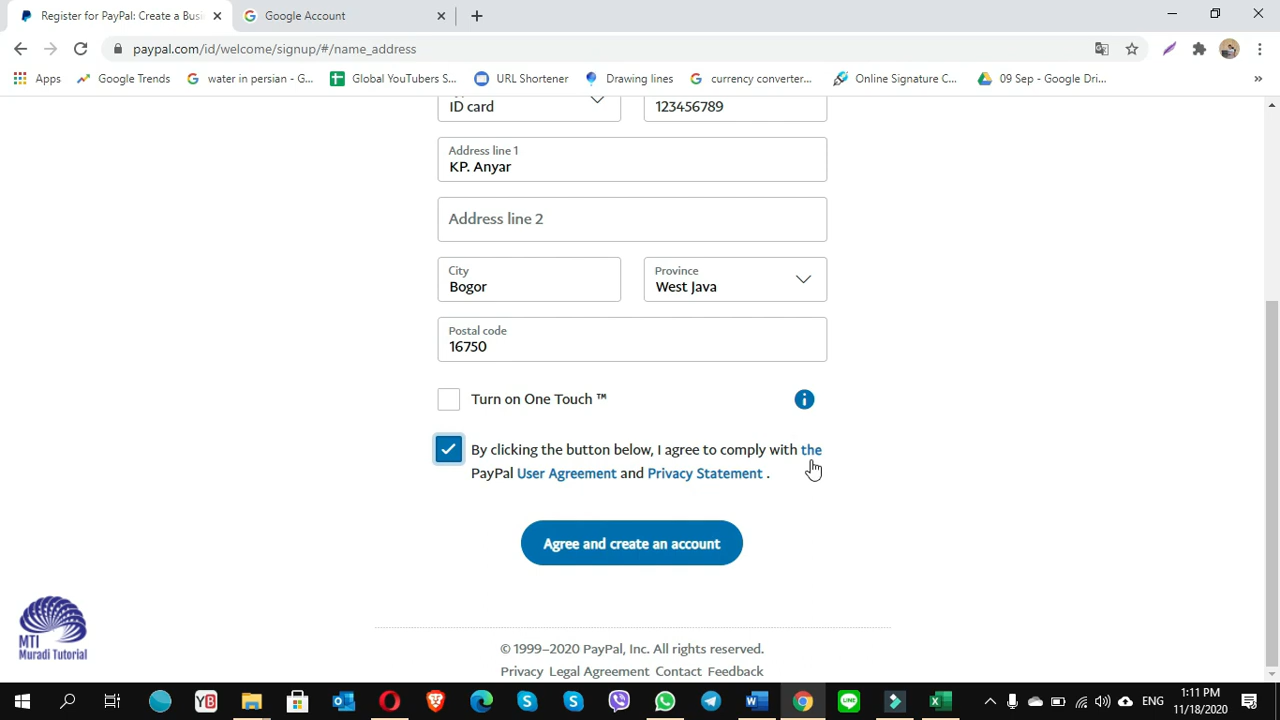 Register for PayPal: Create a Bus
Google Account
paypal.com/id/welcome/signup/#/name_address
Apps
Google Trends
water in persian - G...
Global YouTubers S...
URL Shortener
Drawing lines
currency converter...
Online Signature C...
09 Sep - Google Dri...
»
ID card
123456789
Address line 1
KP. Anyar
Address line 2
City
Bogor
Province
West Java
Postal code
16750
Turn on One Touch ™
By clicking the button below, I agree to comply with the
PayPal User Agreement and Privacy Statement .
Agree and create an account
MTI
Muradi Tutorial
© 1999–2020 PayPal, Inc. All rights reserved.
Privacy Legal Agreement Contact Feedback
ENG
1:11 PM
11/18/2020